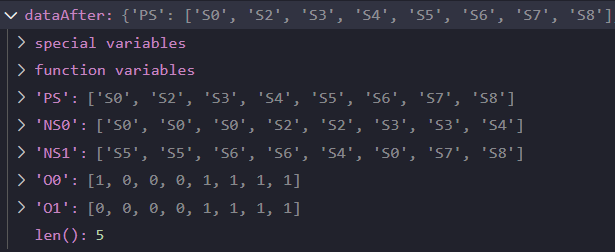 dataAfter: {'PS': ['S0', 'S2', 'S3', 'S4', 'S5', 'S6', 'S7', 'S8']
special variables
function variables
'PS': ['S0', 'S2', 'S3', 'S4', 'S5', 'S6', 'S7', 'S8']
'NS0': ['S0', 'S0', 'S0', 'S2', 'S2', 'S3', 'S3', 'S4']
'NS1': ['S5', 'S5', 'S6', 'S6', 'S4', 'S0', 'S7', 'S8']
'O0': [1, 0, 0, 0, 1, 1, 1, 1]
'O1': [0, 0, 0, 0, 1, 1, 1, 1]
len(): 5